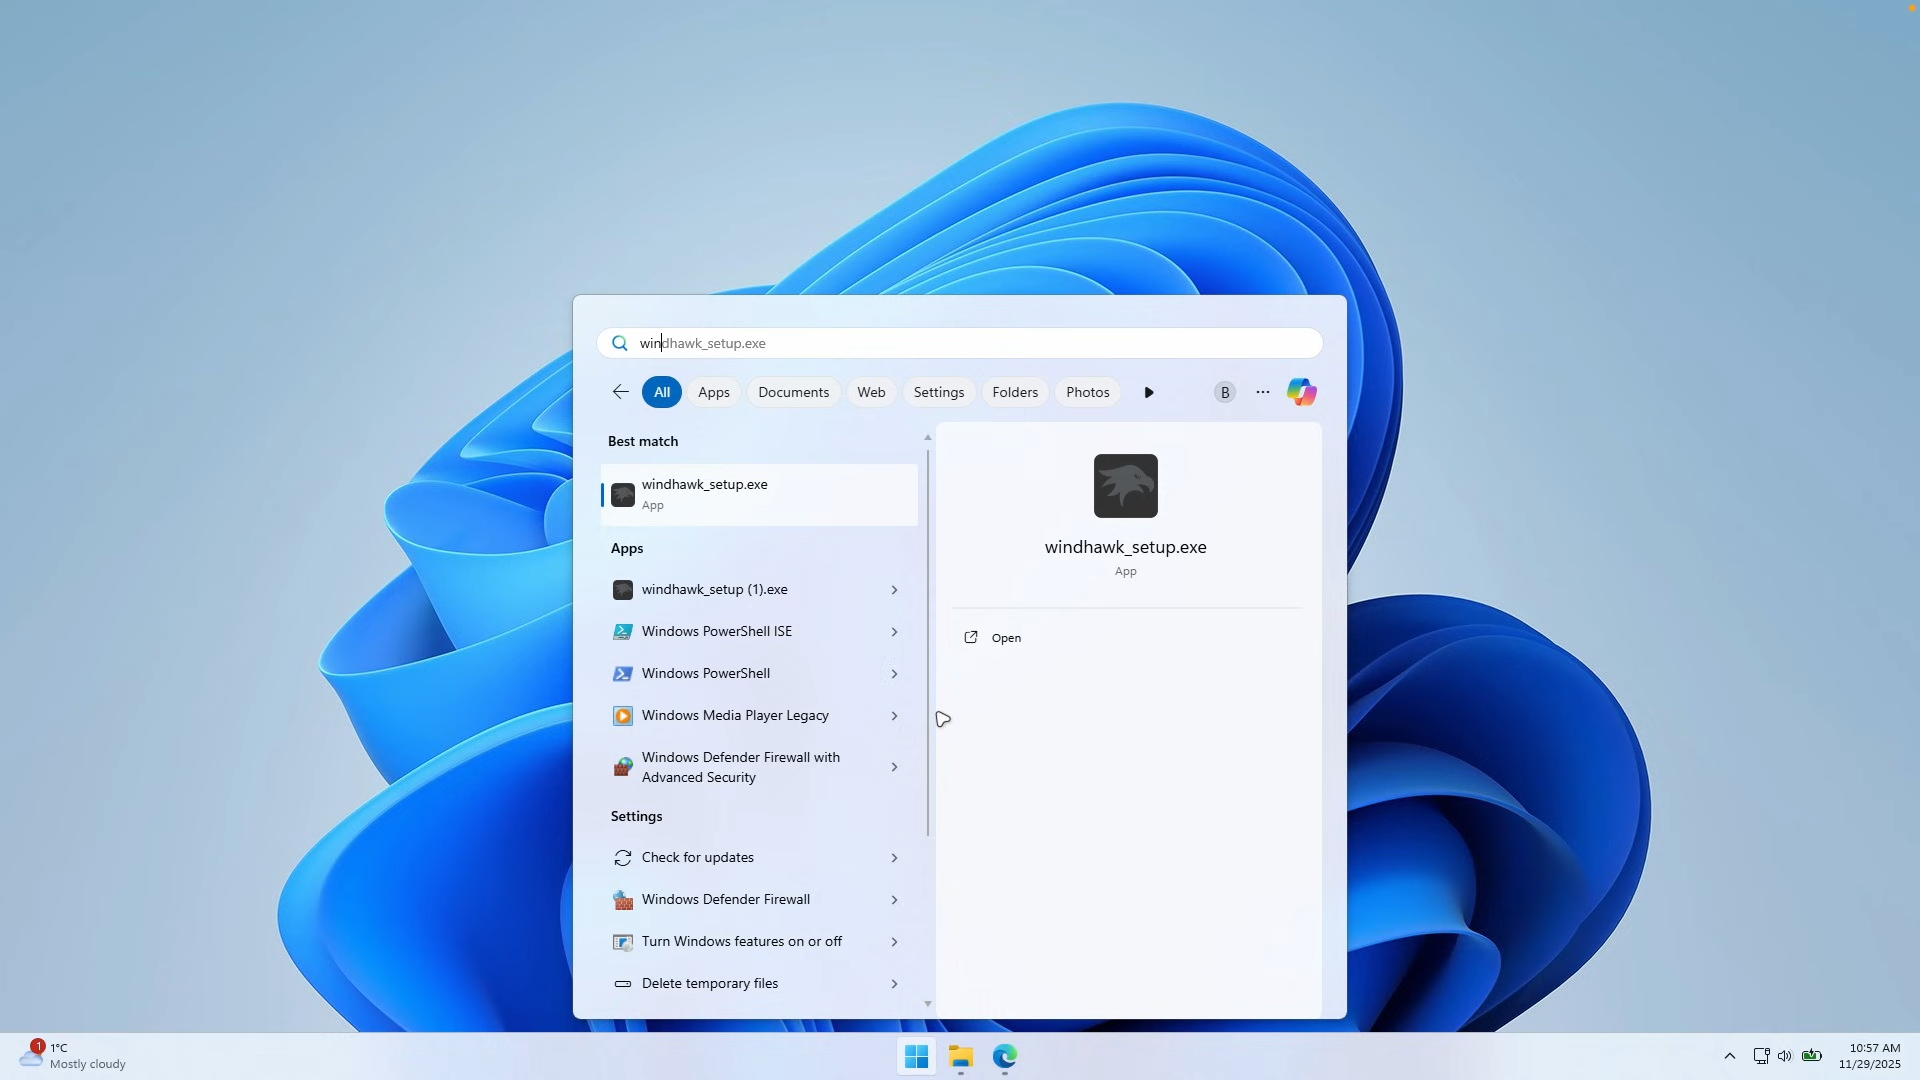 windhawk_setup.exe
All
Apps
Documents
Web
Settings
Folders
Photos
B
Best match
windhawk_setup.exe
App
Apps
windhawk_setup (1).exe
Windows PowerShell ISE
Windows PowerShell
Windows Media Player Legacy
Windows Defender Firewall with
Advanced Security
Settings
Check for updates
Windows Defender Firewall
Turn Windows features on or off
Delete temporary files
windhawk_setup.exe
App
Open
1
1°C
Mostly cloudy
10:57 AM
11/29/2025